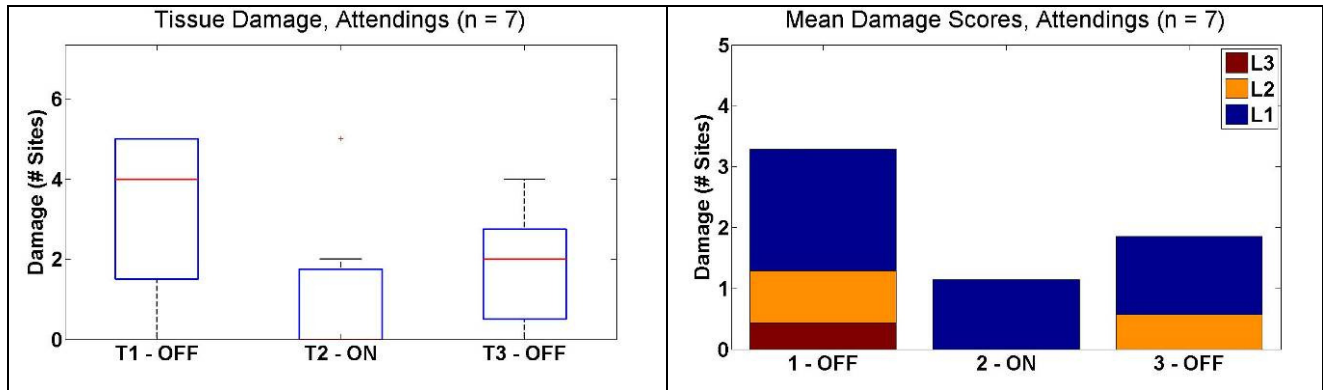 Tissue Damage, Attendings (n = 7)
Damage (# Sites)
6
4
2
0
T1 - OFF
T2 - ON
T3 - OFF
Mean Damage Scores, Attendings (n = 7)
Damage (# Sites)
5
4
3
2
1
0
L3
L2
L1
1 - OFF
2 - ON
3 - OFF